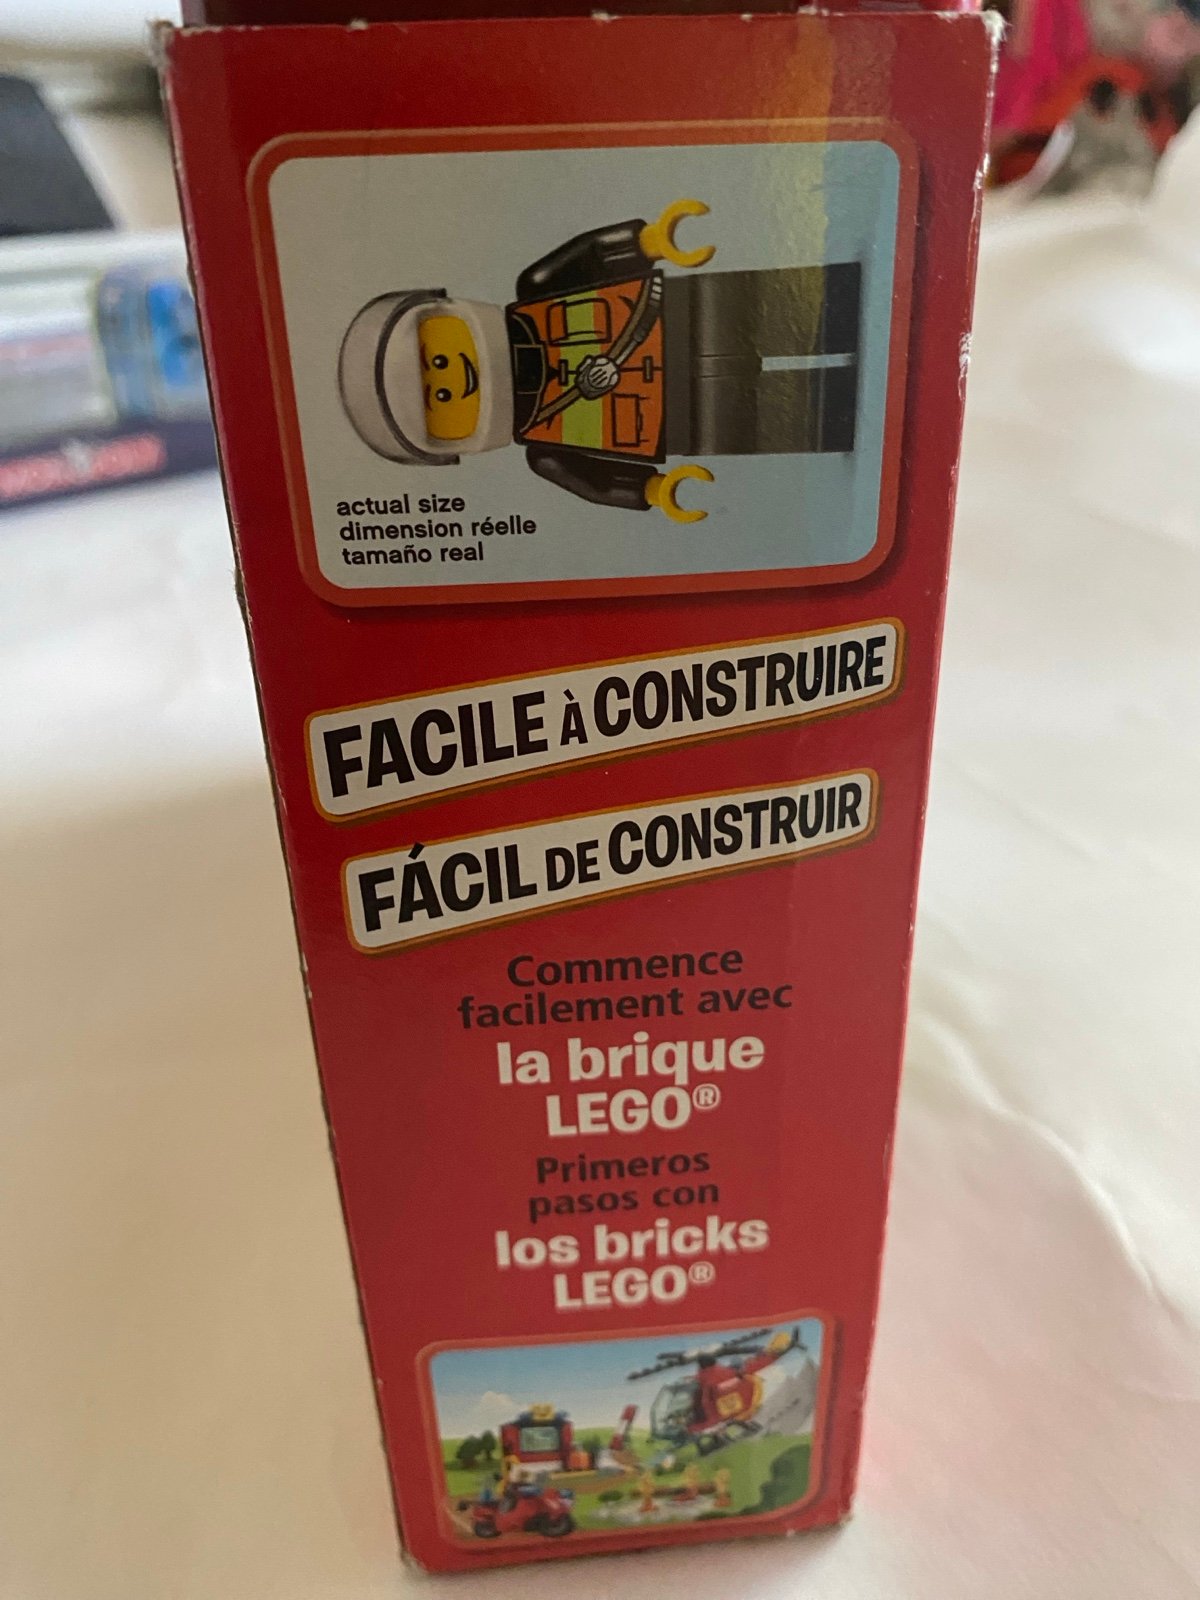 actual size
dimension réelle
tamaño real
FACILE À CONSTRUIRE
FÁCIL DE CONSTRUIR
Commence
facilement avec
la brique
LEGO®
Primeros
pasos con
los bricks
LEGO®